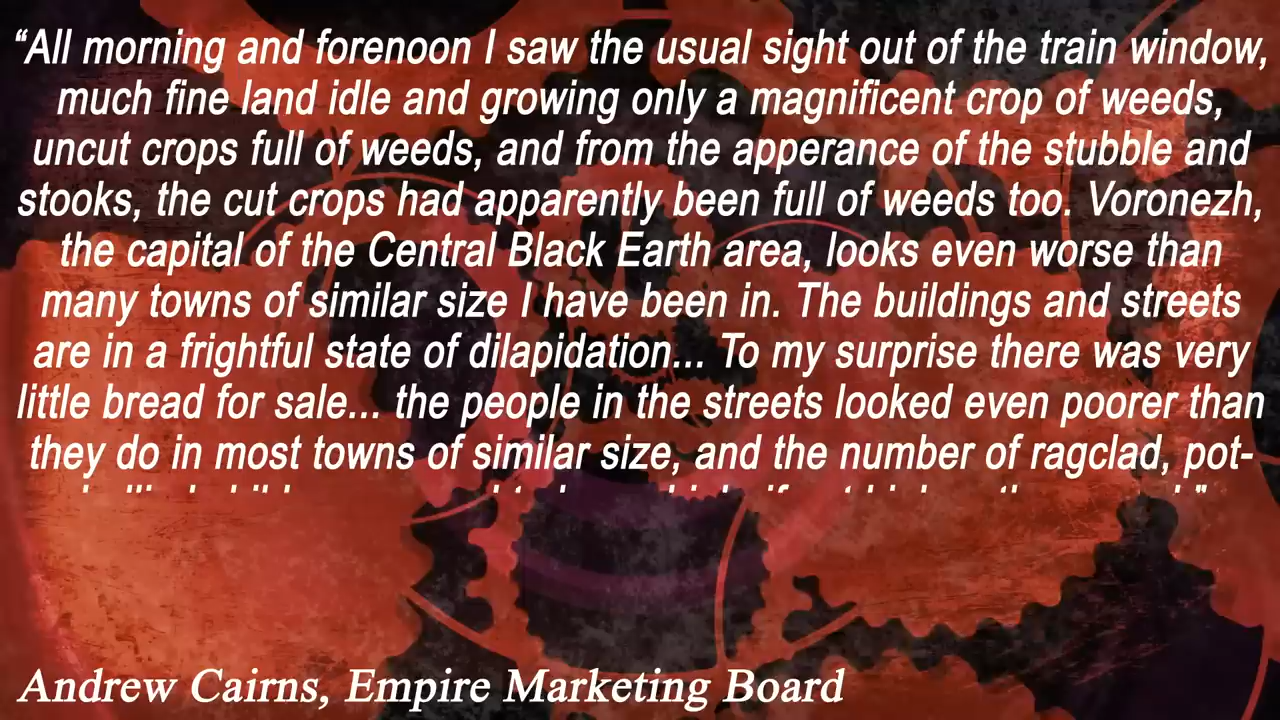 “All morning and forenoon I saw the usual sight out of the train window,
much fine land idle and growing only a magnificent crop of weeds,
uncut crops full of weeds, and from the apperance of the stubble and
stooks, the cut crops had apparently been full of weeds too. Voronezh,
the capital of the Central Black Earth area, looks even worse than
many towns of similar size I have been in. The buildings and streets
are in a frightful state of dilapidation... To my surprise there was very
little bread for sale... the people in the streets looked even poorer than
they do in most towns of similar size, and the number of ragclad, pot-
Andrew Cairns, Empire Marketing Board